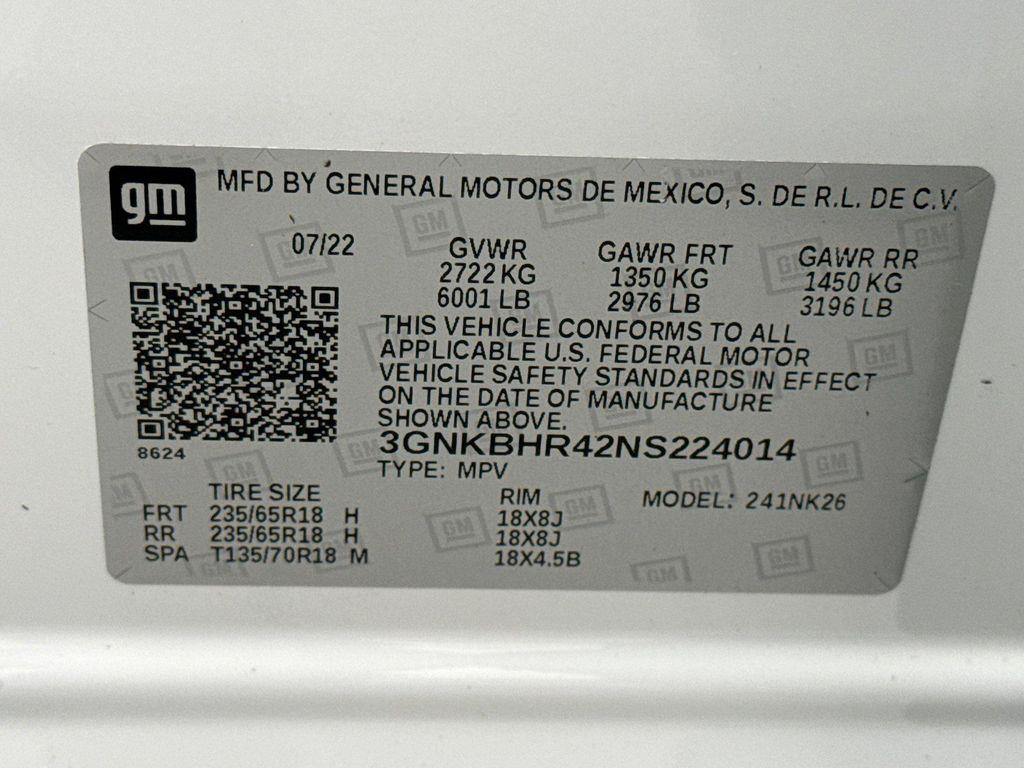 gm
MFD BY GENERAL MOTORS DE MEXICO, S. DE R.L. DE C.V.
07/22
GVWR GAWR FRT GAWR RR
2722 KG 1350 KG 1450 KG
6001 LB 2976 LB 3196 LB
THIS VEHICLE CONFORMS TO ALL
APPLICABLE U.S. FEDERAL MOTOR
VEHICLE SAFETY STANDARDS IN EFFECT
ON THE DATE OF MANUFACTURE
SHOWN ABOVE.
3GNKBHR42NS224014
8624
TYPE: MPV
TIRE SIZE RIM MODEL: 241NK26
FRT 235/65R18 H 18X8J
RR 235/65R18 H 18X8J
SPA T135/70R18 M 18X4.5B